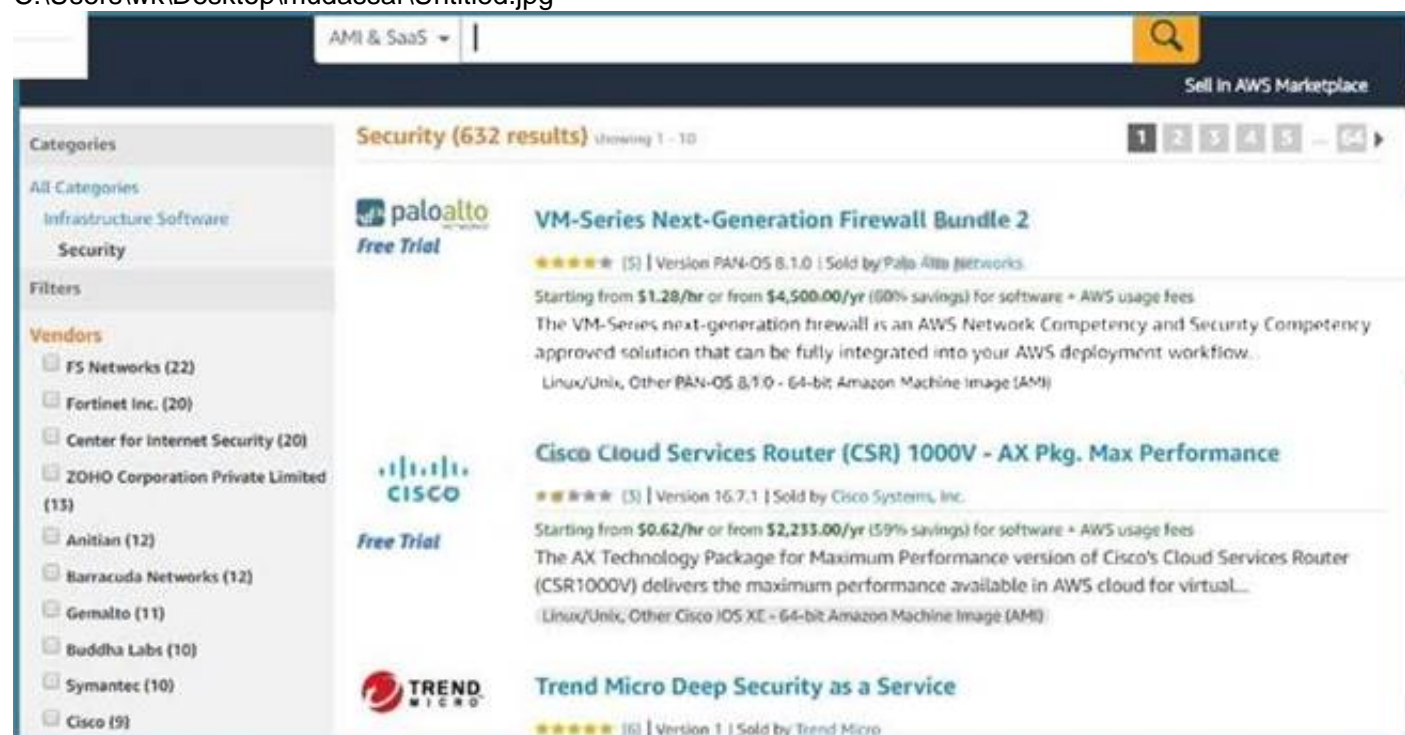 C:\Users\wk\Desktop\mudassar\Untitled.jpg
AMI & SaaS
Sell in AWS Marketplace
Categories
All Categories
Infrastructure Software
Security
Filters
Vendors
F5 Networks (22)
Fortinet Inc. (20)
Center for Internet Security (20)
ZOHO Corporation Private Limited
(13)
Anitian (12)
Barracuda Networks (12)
Gemalto (11)
Buddha Labs (10)
Symantec (10)
Cisco (9)
Security (632 results) showing 1 - 10
1 2 3 4 5 ... 64
paloalto
NETWORKS
Free Trial
VM-Series Next-Generation Firewall Bundle 2
(5) | Version PAN-OS 8.1.0 | Sold by Palo Alto Networks
Starting from $1.28/hr or from $4,500.00/yr (60% savings) for software + AWS usage fees
The VM-Series next-generation firewall is an AWS Network Competency and Security Competency
approved solution that can be fully integrated into your AWS deployment workflow...
Linux/Unix, Other PAN-OS 8.1.0 - 64-bit Amazon Machine Image (AMI)
CISCO
Free Trial
Cisco Cloud Services Router (CSR) 1000V - AX Pkg. Max Performance
(3) | Version 16.7.1 | Sold by Cisco Systems, Inc.
Starting from $0.62/hr or from $2,233.00/yr (59% savings) for software + AWS usage fees
The AX Technology Package for Maximum Performance version of Cisco's Cloud Services Router
(CSR1000V) delivers the maximum performance available in AWS cloud for virtual...
Linux/Unix, Other Cisco IOS XE - 64-bit Amazon Machine Image (AMI)
TREND
MICRO
Trend Micro Deep Security as a Service
(6) | Version 1 | Sold by Trend Micro